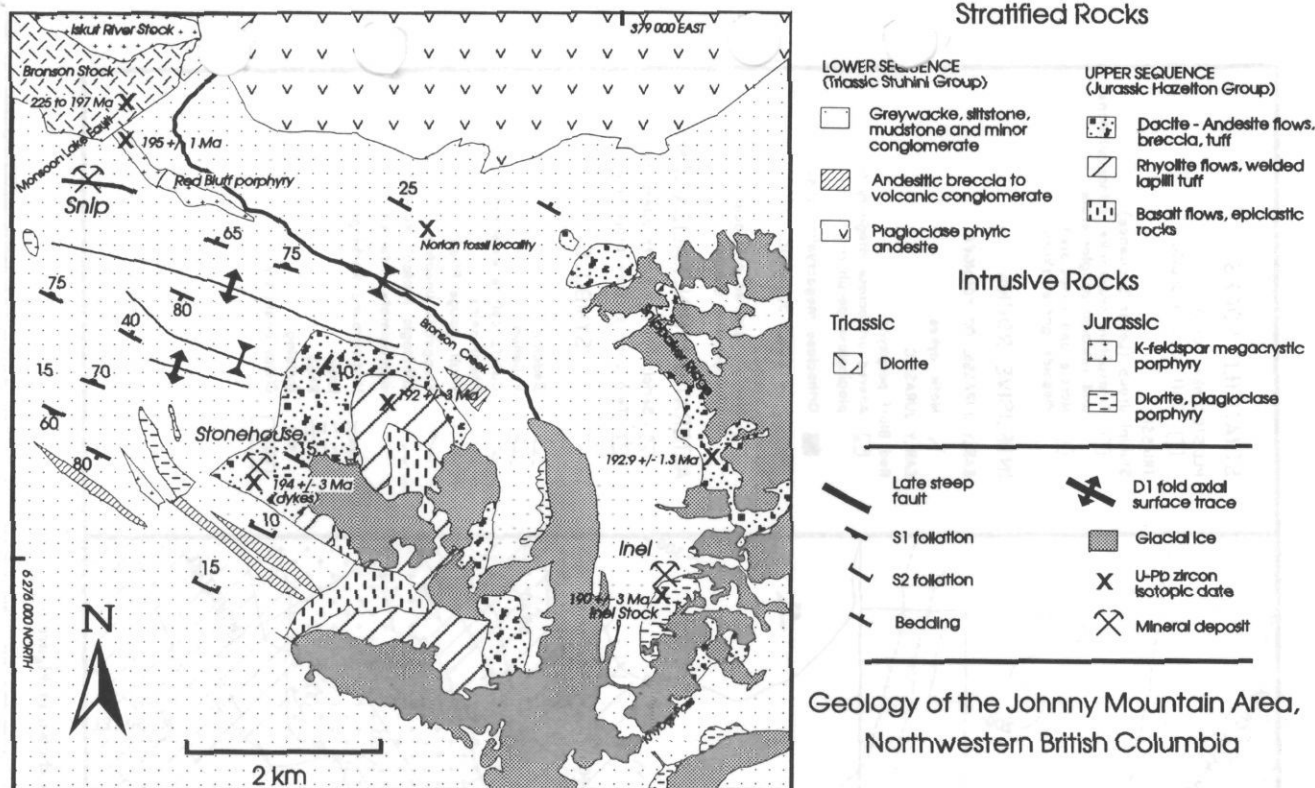 Iskut River Stock
379 000 EAST
Bronson Stock
225 to 197 Ma
Monsoon Lake Fault
195 +/- 1 Ma
Red Bluff porphyry
Snip
25
65
75
Norian fossil locality
75
80
40
Bronson Creek
Snippaker Ridge
15
70
10
192 +/- 3 Ma
60
Stonehouse
15
80
194 +/- 3 Ma
(dykes)
192.9 +/- 1.3 Ma
10
15
Inel
190 +/- 3 Ma
Inel Stock
6 276 000 NORTH
N
2 km
Stratified Rocks
LOWER SEQUENCE
(Triassic Stuhini Group)
Greywacke, siltstone,
mudstone and minor
conglomerate
Andesitic breccia to
volcanic conglomerate
Plagioclase phyric
andesite
UPPER SEQUENCE
(Jurassic Hazelton Group)
Dacite - Andesite flows,
breccia, tuff
Rhyolite flows, welded
lapilli tuff
Basalt flows, epiclastic
rocks
Intrusive Rocks
Triassic
Diorite
Jurassic
K-feldspar megacrystic
porphyry
Diorite, plagioclase
porphyry
Late steep
fault
S1 foliation
S2 foliation
Bedding
D1 fold axial
surface trace
Glacial Ice
U-Pb zircon
isotopic date
Mineral deposit
Geology of the Johnny Mountain Area,
Northwestern British Columbia